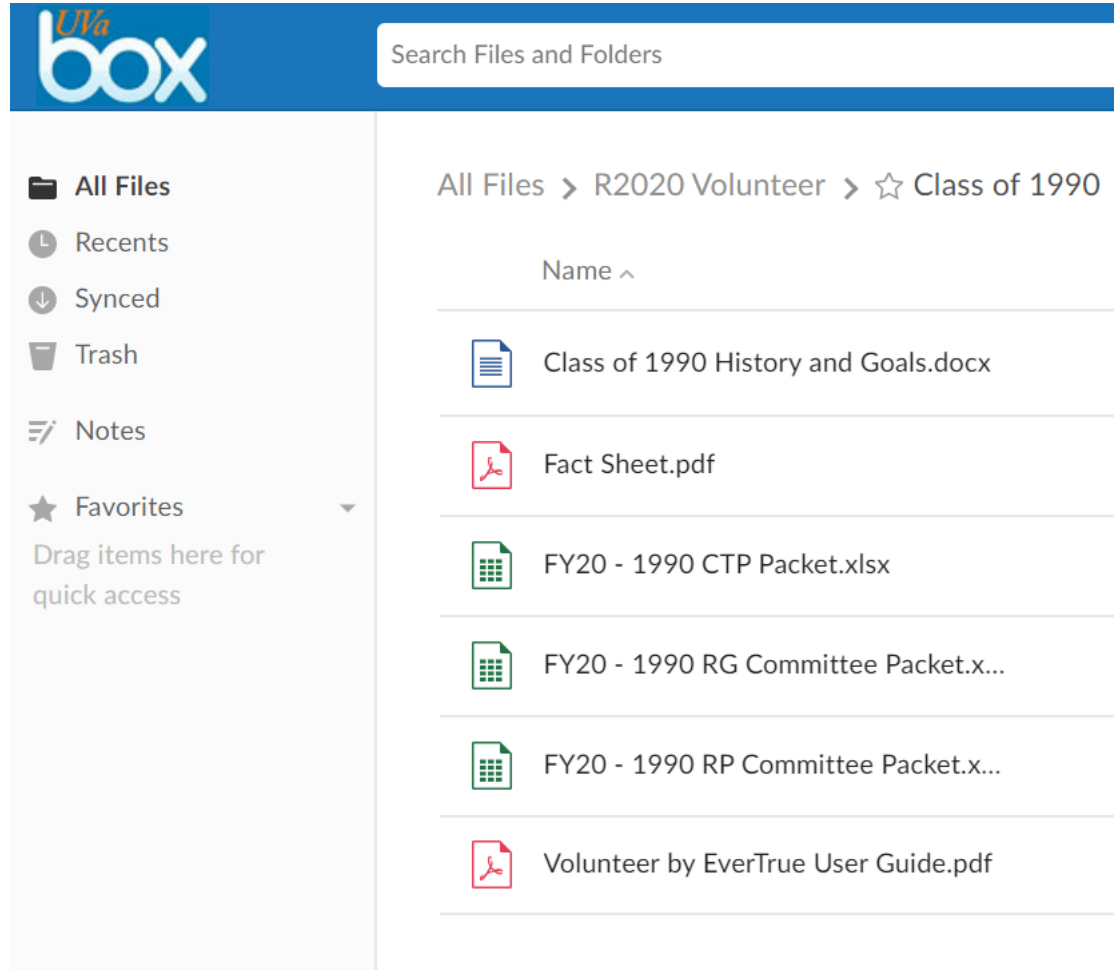 UVa
box
Search Files and Folders
All Files
Recents
Synced
Trash
Notes
Favorites
Drag items here for
quick access
All Files > R2020 Volunteer > ☆ Class of 1990
Name
Class of 1990 History and Goals.docx
Fact Sheet.pdf
FY20 - 1990 CTP Packet.xlsx
FY20 - 1990 RG Committee Packet.x...
FY20 - 1990 RP Committee Packet.x...
Volunteer by EverTrue User Guide.pdf